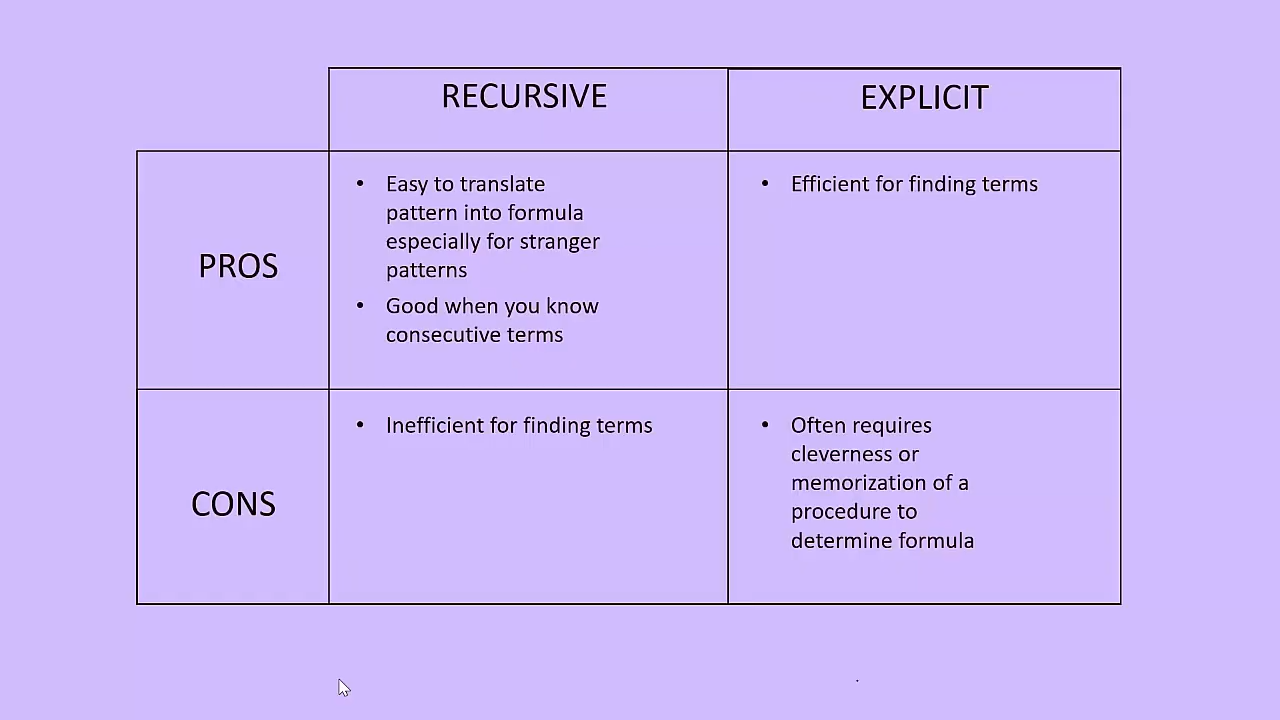 RECURSIVE
EXPLICIT
PROS
• Easy to translate
pattern into formula
especially for stranger
patterns
• Good when you know
consecutive terms
• Efficient for finding terms
CONS
• Inefficient for finding terms
• Often requires
cleverness or
memorization of a
procedure to
determine formula